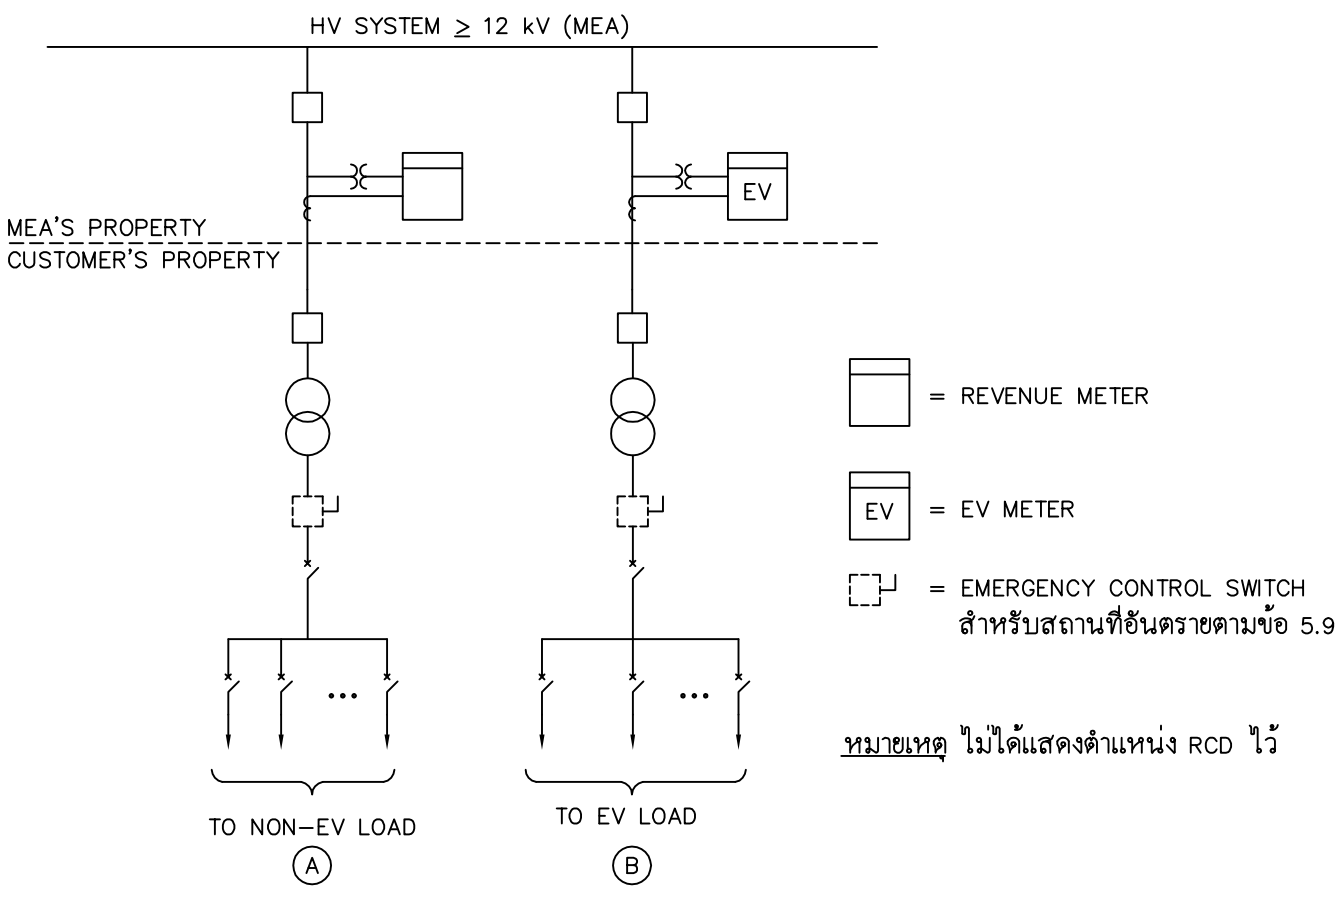 HV SYSTEM ≥ 12 kV (MEA)
EV
MEA'S PROPERTY
CUSTOMER'S PROPERTY
= REVENUE METER
EV = EV METER
= EMERGENCY CONTROL SWITCH
สำหรับสถานที่อันตรายตามข้อ 5.9
หมายเหตุ ไม่ได้แสดงตำแหน่ง RCD ไว้
TO NON-EV LOAD
A
TO EV LOAD
B